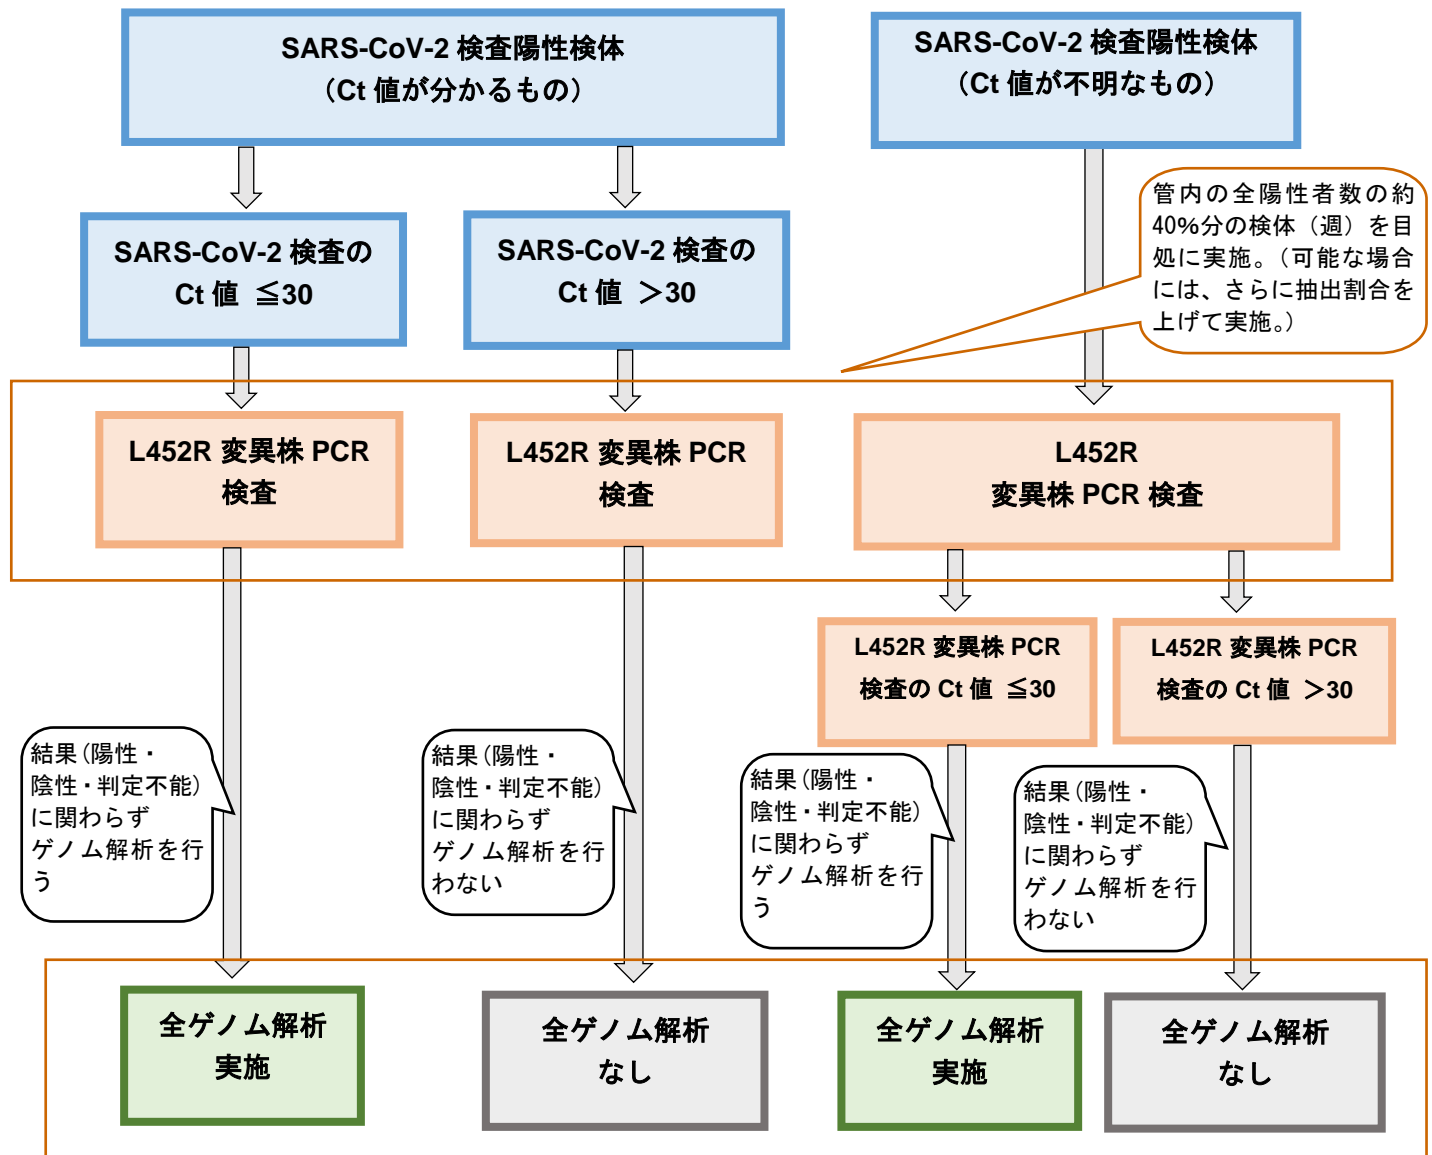 SARS-CoV-2 検査陽性検体
（Ct 値が分かるもの）
SARS-CoV-2 検査陽性検体
（Ct 値が不明なもの）
管内の全陽性者数の約
40%分の検体（週）を目
処に実施。（可能な場合
には、さらに抽出割合を
上げて実施。）
SARS-CoV-2 検査の
Ct 値 ≦30
SARS-CoV-2 検査の
Ct 値 ＞30
L452R 変異株 PCR
検査
L452R 変異株 PCR
検査
L452R
変異株 PCR 検査
L452R 変異株 PCR
検査の Ct 値 ≦30
L452R 変異株 PCR
検査の Ct 値 ＞30
結果（陽性・
陰性・判定不能）
に関わらず
ゲノム解析を行
う
結果（陽性・
陰性・判定不能）
に関わらず
ゲノム解析を行
わない
結果（陽性・
陰性・判定不能）
に関わらず
ゲノム解析を行
う
結果（陽性・
陰性・判定不能）
に関わらず
ゲノム解析を行
わない
全ゲノム解析
実施
全ゲノム解析
なし
全ゲノム解析
実施
全ゲノム解析
なし